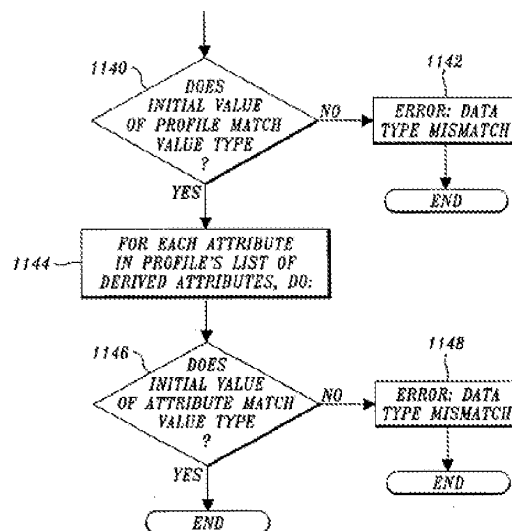 1140
DOES
INITIAL VALUE
OF PROFILE MATCH
VALUE TYPE
?
NO
YES
1142
ERROR: DATA
TYPE MISMATCH
END
1144
FOR EACH ATTRIBUTE
IN PROFILE'S LIST OF
DERIVED ATTRIBUTES, DO:
1146
DOES
INITIAL VALUE
OF ATTRIBUTE MATCH
VALUE TYPE
?
NO
YES
1148
ERROR: DATA
TYPE MISMATCH
END
END